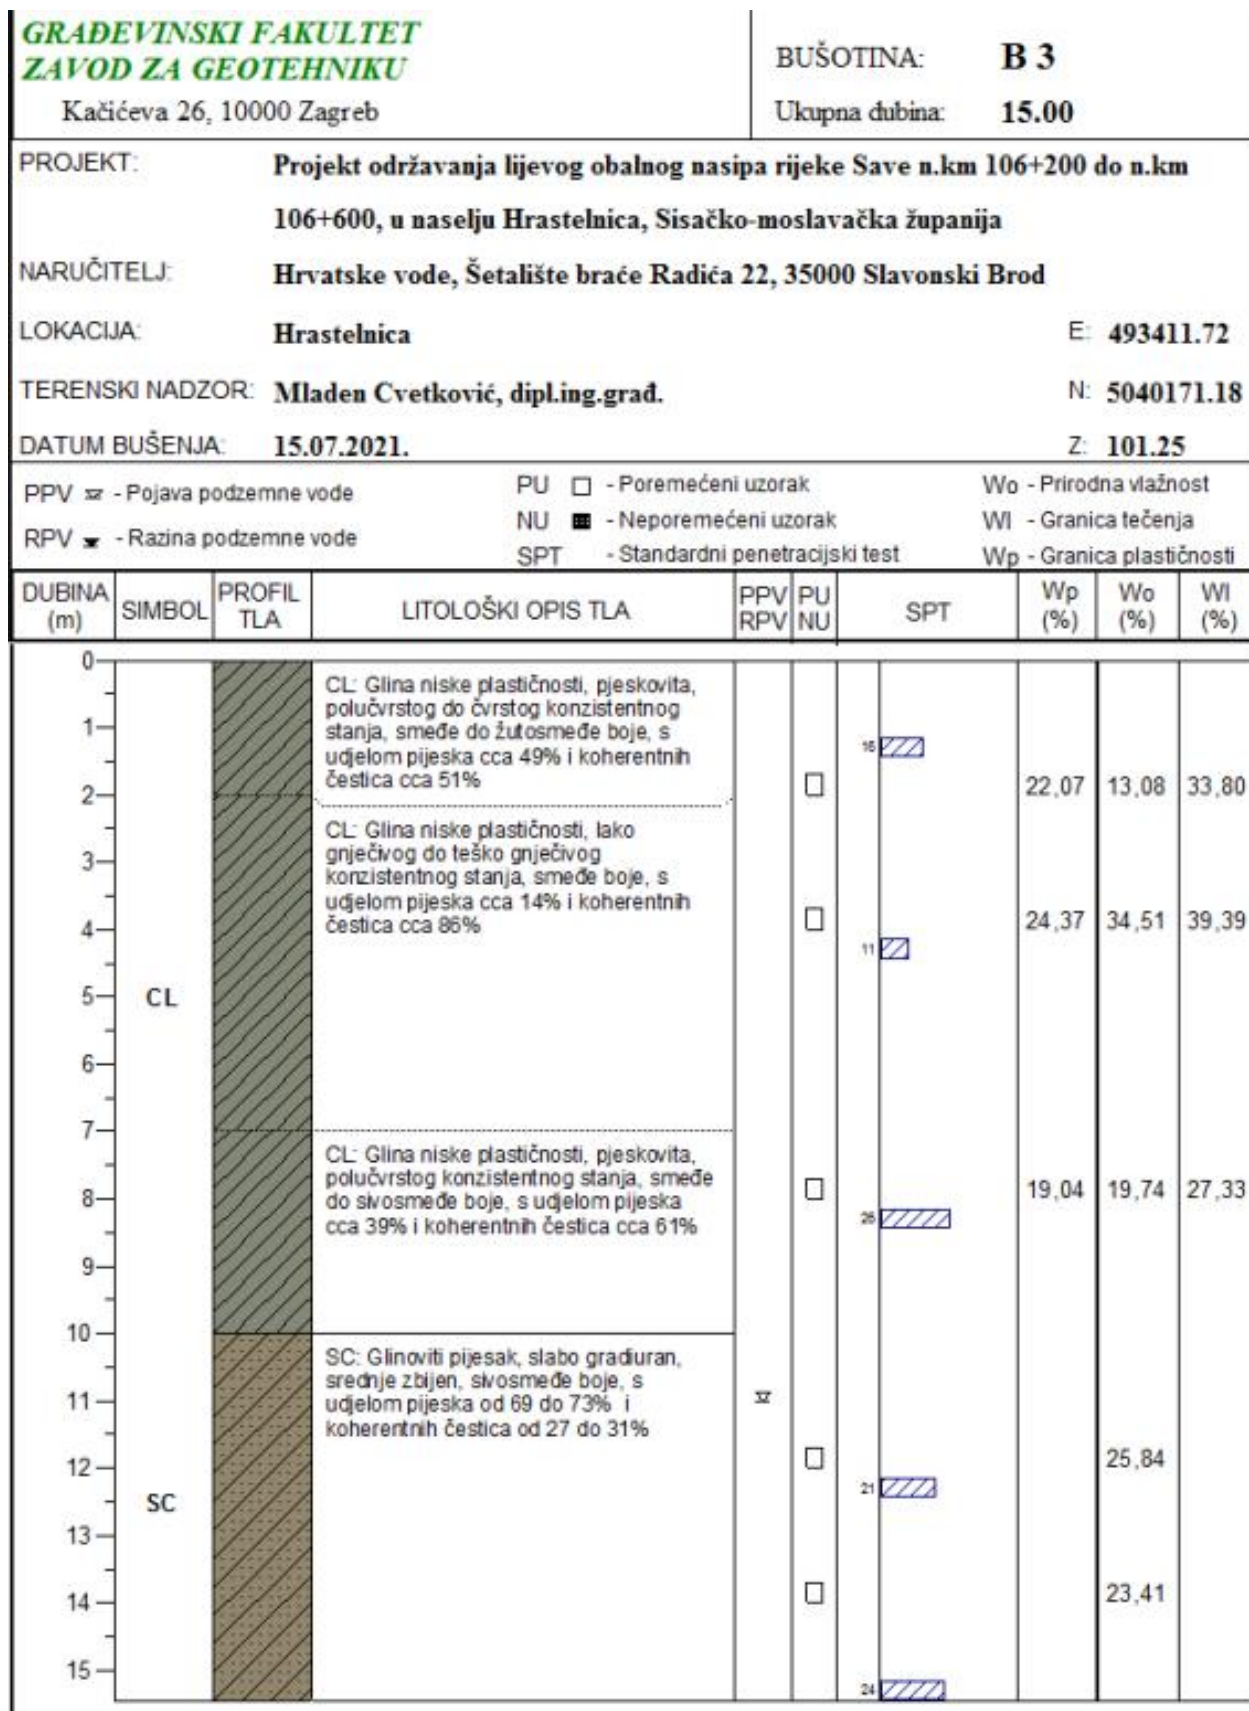 GRAĐEVINSKI FAKULTET
ZAVOD ZA GEOTEHNIKU
Kačićeva 26, 10000 Zagreb
BUŠOTINA: B 3
Ukupna dubina: 15.00
PROJEKT: Projekt održavanja lijevog obalnog nasipa rijeke Save n.km 106+200 do n.km
106+600, u naselju Hrastelnica, Sisačko-moslavačka županija
NARUČITELJ: Hrvatske vode, Šetalište braće Radića 22, 35000 Slavonski Brod
LOKACIJA: Hrastelnica E: 493411.72
TERENSKI NADZOR: Mladen Cvetković, dipl.ing.građ. N: 5040171.18
DATUM BUŠENJA: 15.07.2021. Z: 101.25
PPV - Pojava podzemne vode PU - Poremećeni uzorak Wo - Prirodna vlažnost
NU - Neporemećeni uzorak Wl - Granica tečenja
RPV - Razina podzemne vode
SPT - Standardni penetracijski test Wp - Granica plastičnosti
DUBINA (m) SIMBOL PROFIL TLA LITOLOŠKI OPIS TLA PPV RPV PU NU SPT Wp (%) Wo (%) Wl (%)
0
CL: Glina niske plastičnosti, pjeskovita,
polučvrstog do čvrstog konzistentnog
1
stanja, smeđe do žutosmeđe boje, s
16
udjelom pijeska cca 49% i koherentnih
čestica cca 51%
22,07 13,08 33,80
2
CL: Glina niske plastičnosti, lako
gnječivog do teško gnječivog
3
konzistentnog stanja, smeđe boje, s
udjelom pijeska cca 14% i koherentnih
čestica cca 86%
24,37 34,51 39,39
4
11
5 CL
6
7
CL: Glina niske plastičnosti, pjeskovita,
polučvrstog konzistentnog stanja, smeđe
19,04 19,74 27,33
8
do sivosmeđe boje, s udjelom pijeska
26
cca 39% i koherentnih čestica cca 61%
9
10
SC: Glinoviti pijesak, slabo gradiuran,
srednje zbijen, sivosmeđe boje, s
11
udjelom pijeska od 69 do 73% i
koherentnih čestica od 27 do 31%
12 25,84
21
SC
13
14 23,41
15
24